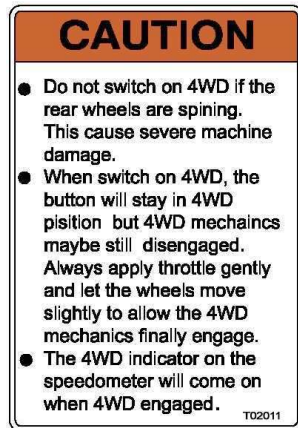 CAUTION
● Do not switch on 4WD if the
rear wheels are spining.
This cause severe machine
damage.
● When switch on 4WD, the
button will stay in 4WD
pisition but 4WD mechaincs
maybe still disengaged.
Always apply throttle gently
and let the wheels move
slightly to allow the 4WD
mechanics finally engage.
● The 4WD indicator on the
speedometer will come on
when 4WD engaged.
T02011